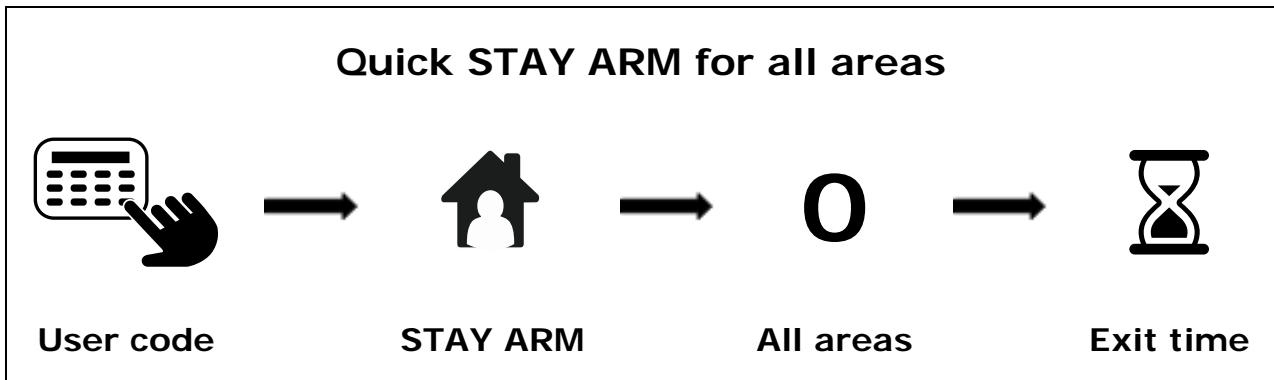 Quick STAY ARM for all areas
0
User code STAY ARM All areas Exit time